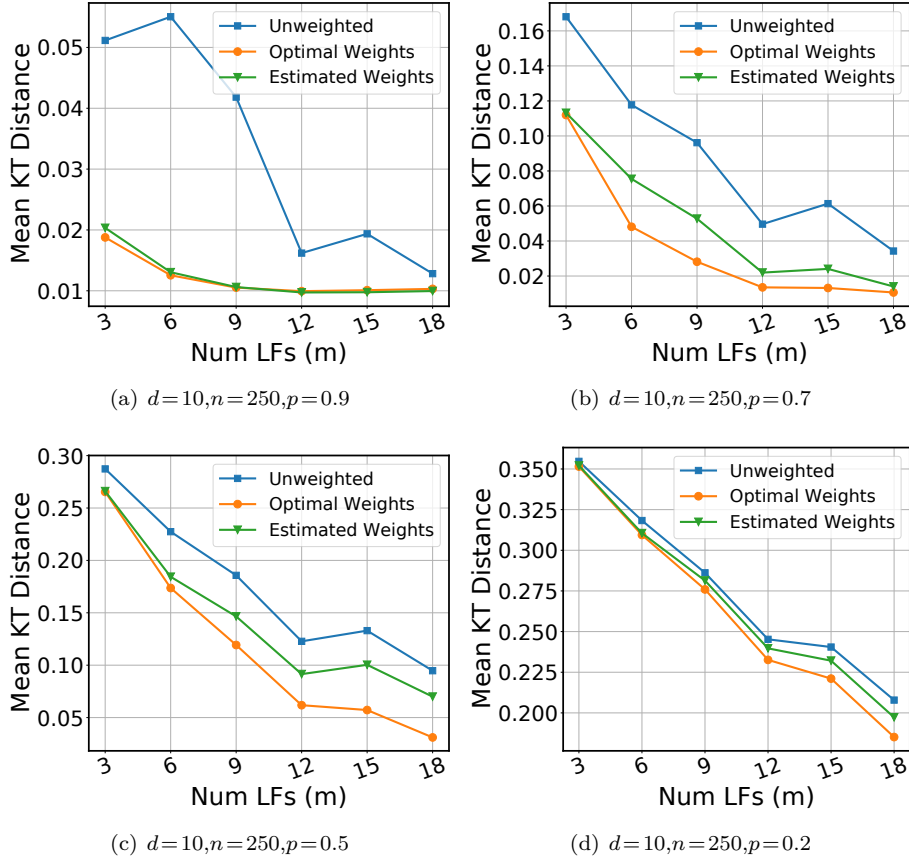 Mean KT Distance
0.05
0.04
0.03
0.02
0.01
Unweighted
Optimal Weights
Estimated Weights
3 6 9 12 15 18
Num LFs (m)
(a) d=10,n=250,p=0.9
Mean KT Distance
0.16
0.14
0.12
0.10
0.08
0.06
0.04
0.02
Unweighted
Optimal Weights
Estimated Weights
3 6 9 12 15 18
Num LFs (m)
(b) d=10,n=250,p=0.7
Mean KT Distance
0.30
0.25
0.20
0.15
0.10
0.05
Unweighted
Optimal Weights
Estimated Weights
3 6 9 12 15 18
Num LFs (m)
(c) d=10,n=250,p=0.5
Mean KT Distance
0.350
0.325
0.300
0.275
0.250
0.225
0.200
Unweighted
Optimal Weights
Estimated Weights
3 6 9 12 15 18
Num LFs (m)
(d) d=10,n=250,p=0.2